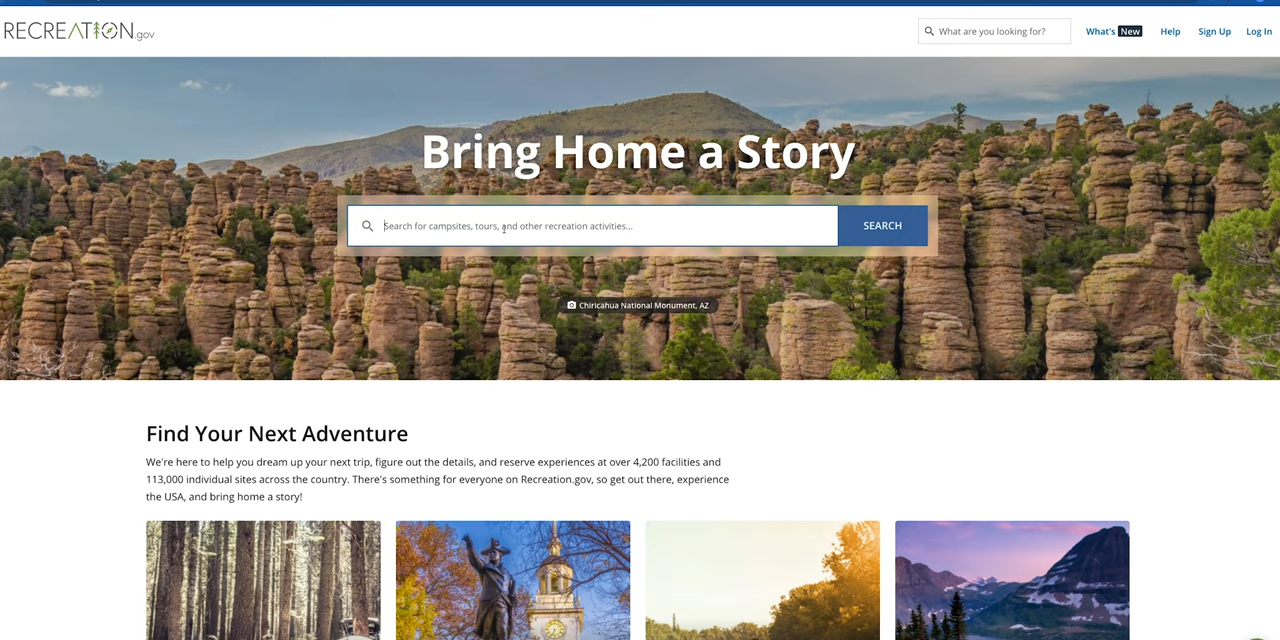 RECREATION.gov
What are you looking for?
What's New
Help
Sign Up
Log In
Bring Home a Story
Search for campsites, tours, and other recreation activities...
SEARCH
Chiricahua National Monument, AZ
Find Your Next Adventure
We're here to help you dream up your next trip, figure out the details, and reserve experiences at over 4,200 facilities and
113,000 individual sites across the country. There's something for everyone on Recreation.gov, so get out there, experience
the USA, and bring home a story!